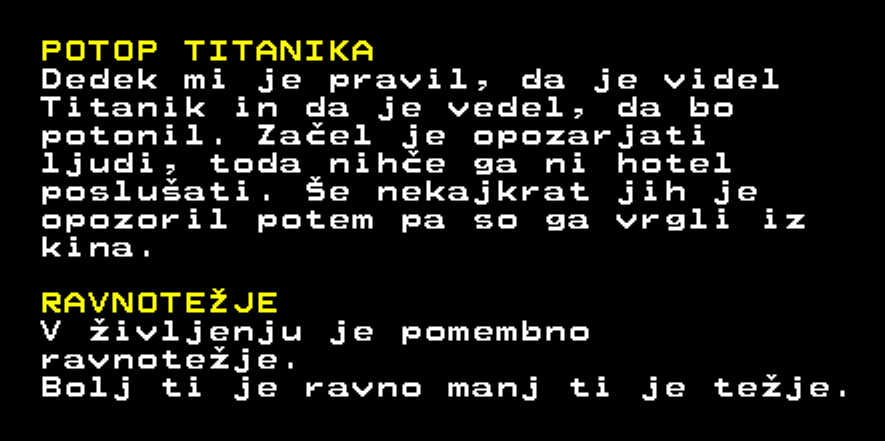 POTOP TITANIKA
Dedek mi je pravil, da je videl
Titanik in da je vedel, da bo
potonil. Začel je opozarjati
ljudi, toda nihče ga ni hotel
poslušati. Še nekajkrat jih je
opozoril potem pa so ga vrgli iz
kina.
RAVNOTEŽJE
V življenju je pomembno
ravnotežje.
Bolj ti je ravno manj ti je težje.